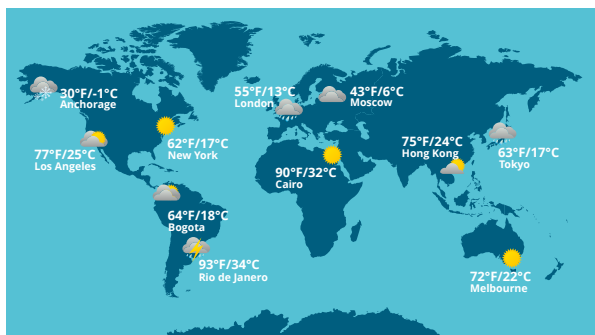 30°F/-1°C
Anchorage
55°F/13°C
London
43°F/6°C
Moscow
77°F/25°C
Los Angeles
62°F/17°C
New York
90°F/32°C
Cairo
75°F/24°C
Hong Kong
63°F/17°C
Tokyo
64°F/18°C
Bogota
93°F/34°C
Rio de Janero
72°F/22°C
Melbourne